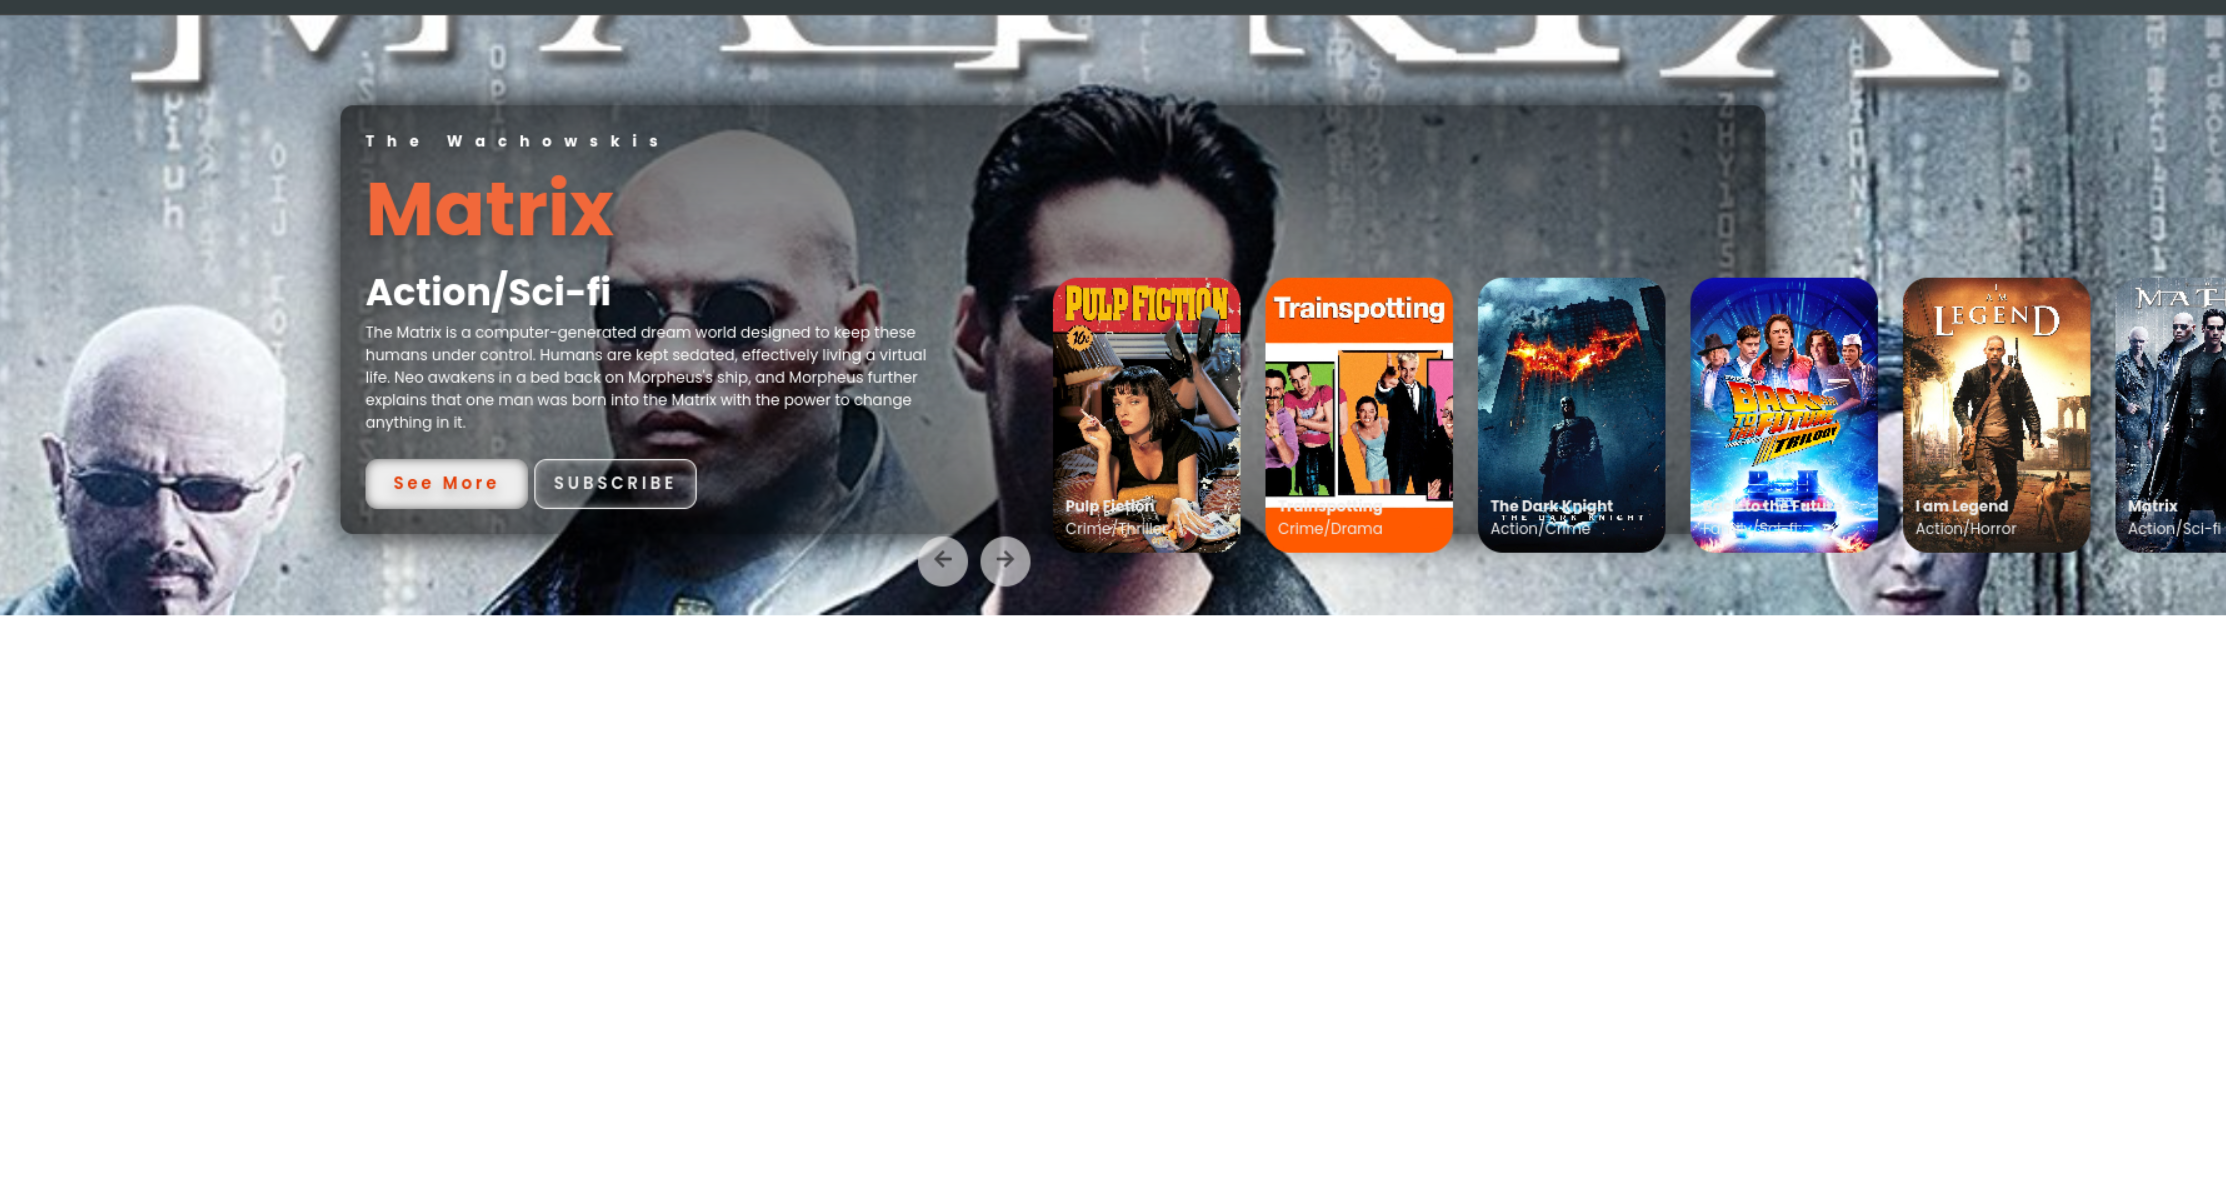 MATRIX
The Wachowskis
Matrix
Action/Sci-fi
The Matrix is a computer-generated dream world designed to keep these
humans under control. Humans are kept sedated, effectively living a virtual
life. Neo awakens in a bed back on Morpheus's ship, and Morpheus further
explains that one man was born into the Matrix with the power to change
anything in it.
See More
SUBSCRIBE
PULP FICTION
10¢
Pulp Fiction
Crime/Thriller
Trainspotting
Trainspotting
Crime/Drama
THE DARK KNIGHT
The Dark Knight
Action/Crime
BACK
TO THE FUTURE
TRILOGY
Back to the Future
Family/Sci-fi
I
AM
LEGEND
I am Legend
Action/Horror
MAT
Matrix
Action/Sci-fi